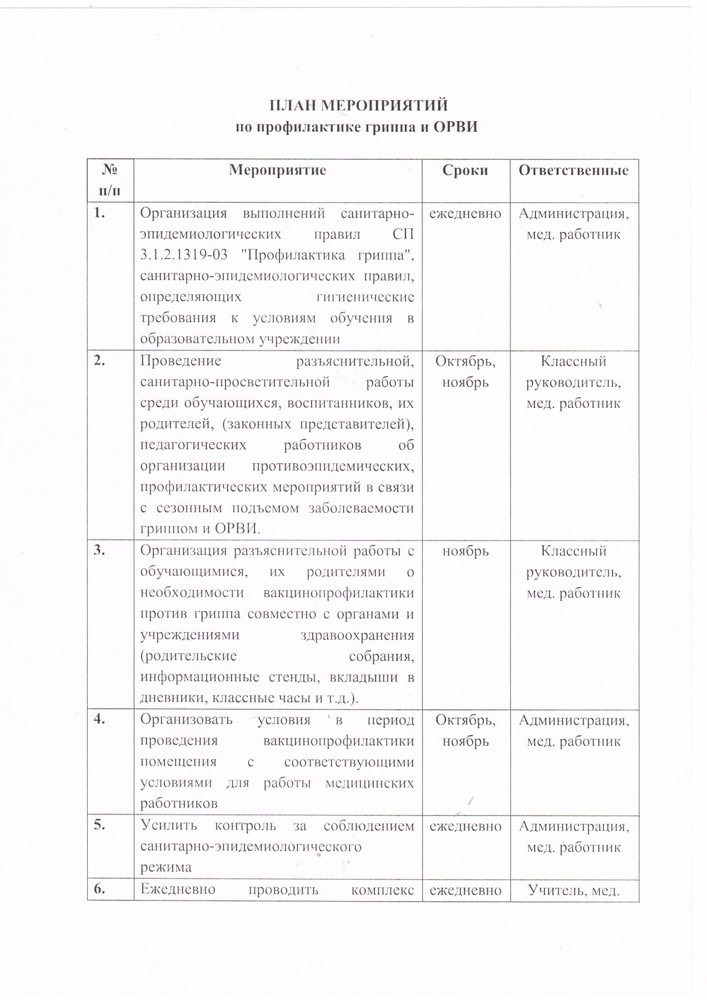 ПЛАН МЕРОПРИЯТИЙ
по профилактике гриппа и ОРВИ
№ п/п
Мероприятие
Сроки
Ответственные
1.
Организация выполнений санитарно-
эпидемиологических правил СП
3.1.2.1319-03 "Профилактика гриппа",
санитарно-эпидемиологических правил,
определяющих гигиенические
требования к условиям обучения в
образовательном учреждении
ежедневно
Администрация,
мед. работник
2.
Проведение разъяснительной,
санитарно-просветительной работы
среди обучающихся, воспитанников, их
родителей, (законных представителей),
педагогических работников об
организации противоэпидемических,
профилактических мероприятий в связи
с сезонным подъемом заболеваемости
гриппом и ОРВИ.
Октябрь,
ноябрь
Классный
руководитель,
мед. работник
3.
Организация разъяснительной работы с
обучающимися, их родителями о
необходимости вакцинопрофилактики
против гриппа совместно с органами и
учреждениями здравоохранения
(родительские собрания,
информационные стенды, вкладыши в
дневники, классные часы и т.д.).
ноябрь
Классный
руководитель,
мед. работник
4.
Организовать условия в период
проведения вакцинопрофилактики
помещения с соответствующими
условиями для работы медицинских
работников
Октябрь,
ноябрь
Администрация,
мед. работник
5.
Усилить контроль за соблюдением
санитарно-эпидемиологического
режима
ежедневно
Администрация,
мед. работник
6.
Ежедневно проводить комплекс
ежедневно
Учитель, мед.